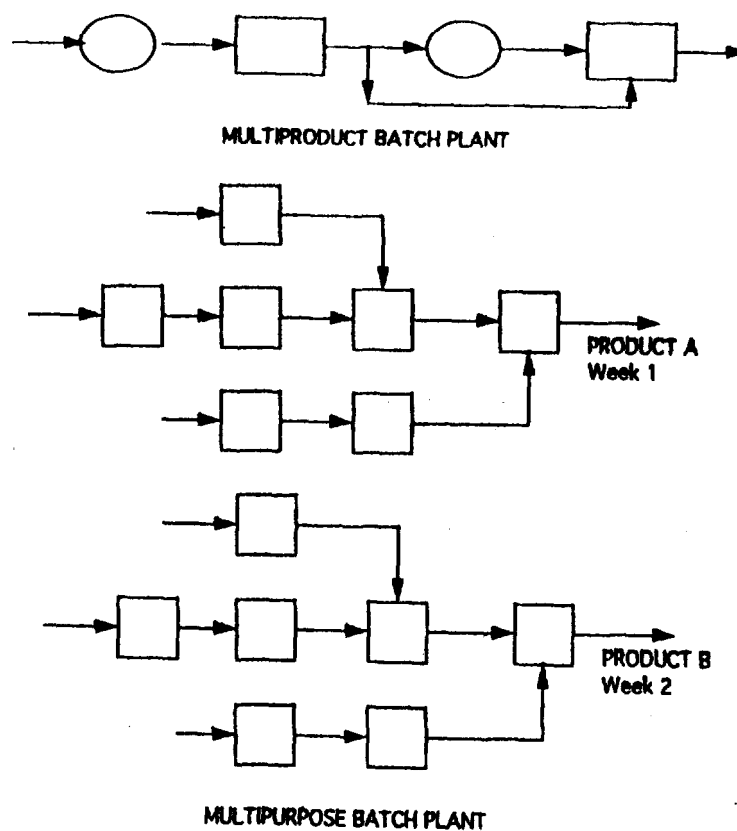 MULTIPRODUCT BATCH PLANT
PRODUCT A
Week 1
PRODUCT B
Week 2
MULTIPURPOSE BATCH PLANT